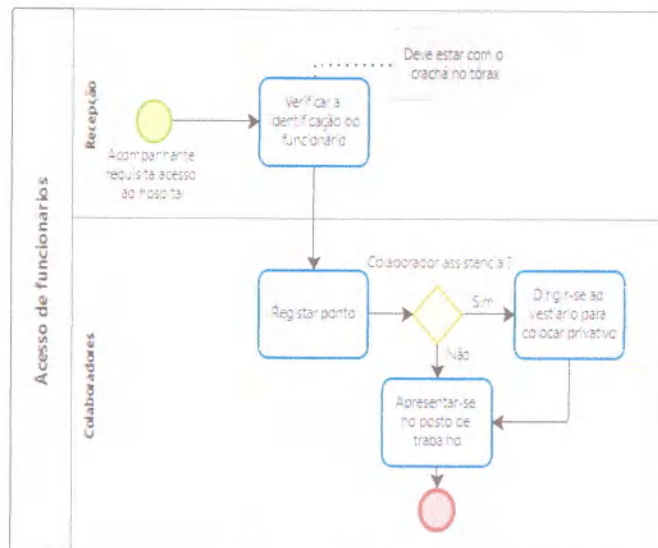 Acesso de funcionarios
Recepção
Deve estar com o
crachá no tórax
Verificar a
identificação do
funcionário
Acompanhante
requisita acesso
ao hospital
Colaboradores
Colaborador assistencial?
Registar ponto
Sim
Dirigir-se ao
vestiário para
colocar privativo
Não
Apresentar-se
no posto de
trabalho